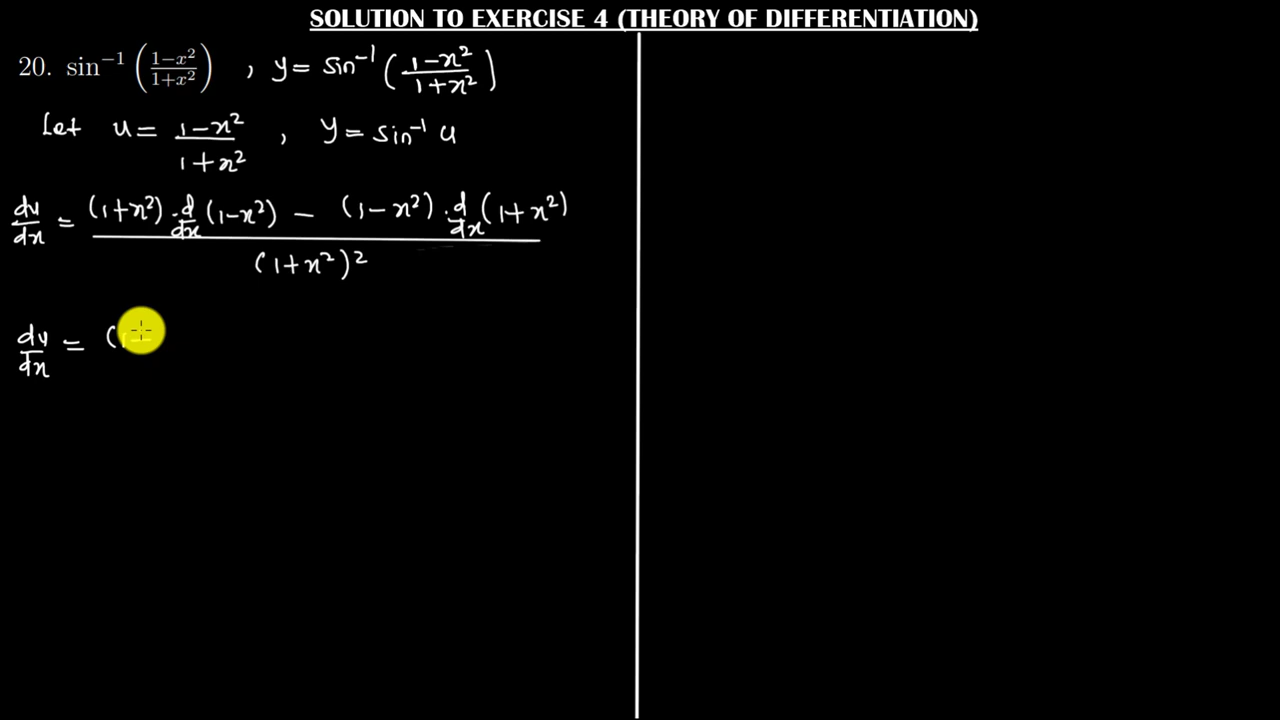 SOLUTION TO EXERCISE 4 (THEORY OF DIFFERENTIATION)
20. sin⁻¹ ((1−x²)/(1+x²)) , y = sin⁻¹ ((1−x²)/(1+x²))
Let u = (1−x²)/(1+x²) , y = sin⁻¹ u
du/dx = ((1+x²) · d/dx (1−x²) − (1−x²) · d/dx (1+x²))/(1+x²)²
du/dx = (1